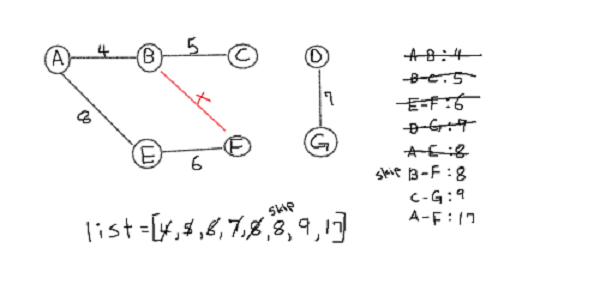 A
4
B
5
C
D
8
7
E
6
F
G
A-B:4
B-C:5
E-F:6
D-G:7
A-E:8
skip B-F:8
C-G:9
A-F:17
skip
list=[4,5,6,7,8,8,9,17]